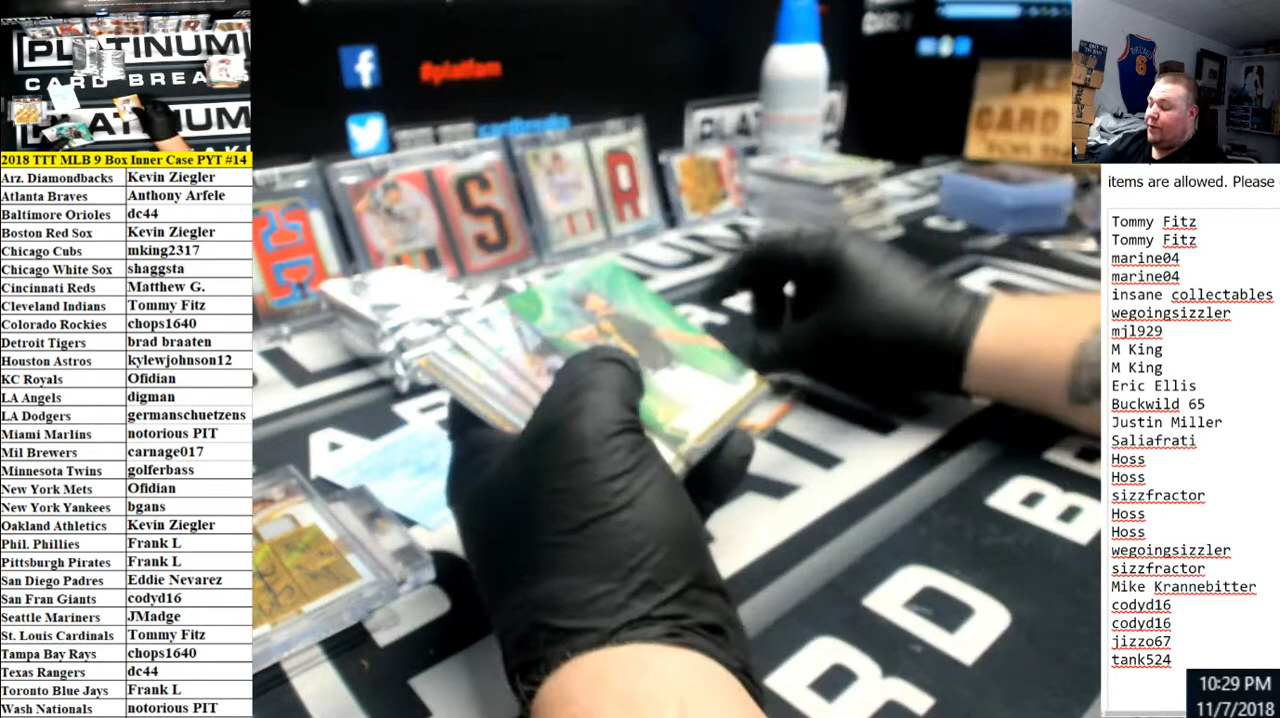 PLATINUM
CARD BREAKS
PLATINUM
2018 TTT MLB 9 Box Inner Case PYT #14
Arz. Diamondbacks Kevin Ziegler
Atlanta Braves Anthony Arfele
Baltimore Orioles dc44
Boston Red Sox Kevin Ziegler
Chicago Cubs mking2317
Chicago White Sox shaggsta
Cincinnati Reds Matthew G.
Cleveland Indians Tommy Fitz
Colorado Rockies chops1640
Detroit Tigers brad braaten
Houston Astros kylewjohnson12
KC Royals Ofidian
LA Angels digman
LA Dodgers germanschuetzens
Miami Marlins notorious PIT
Mil Brewers carnage017
Minnesota Twins golferbass
New York Mets Ofidian
New York Yankees bgans
Oakland Athletics Kevin Ziegler
Phil. Phillies Frank L
Pittsburgh Pirates Frank L
San Diego Padres Eddie Nevarez
San Fran Giants codyd16
Seattle Mariners JMadge
St. Louis Cardinals Tommy Fitz
Tampa Bay Rays chops1640
Texas Rangers dc44
Toronto Blue Jays Frank L
Wash Nationals notorious PIT
#platfam
cardbreaks
S
R
CARD
items are allowed. Please
Tommy Fitz
Tommy Fitz
marine04
marine04
insane collectables
wegoingsizzler
mjl929
M King
M King
Eric Ellis
Buckwild 65
Justin Miller
Saliafrati
Hoss
Hoss
sizzfractor
Hoss
Hoss
wegoingsizzler
sizzfractor
Mike Krannebitter
codyd16
codyd16
jizzo67
tank524
10:29 PM
11/7/2018